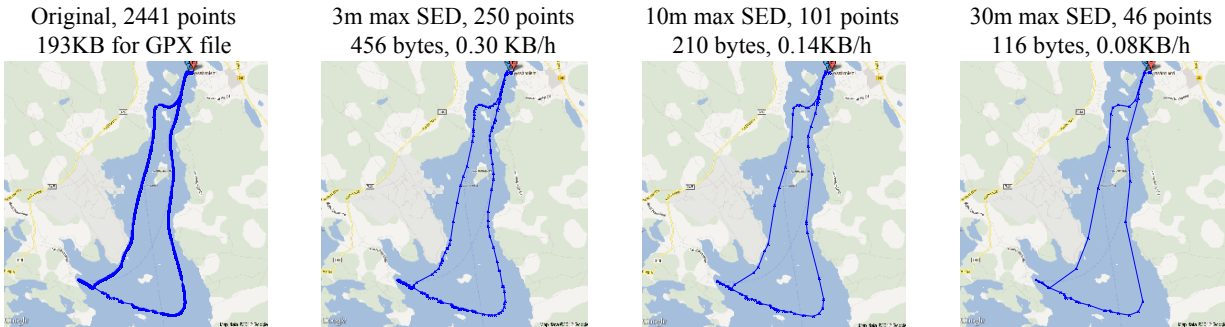 Original, 2441 points
193KB for GPX file
3m max SED, 250 points
456 bytes, 0.30 KB/h
10m max SED, 101 points
210 bytes, 0.14KB/h
30m max SED, 46 points
116 bytes, 0.08KB/h